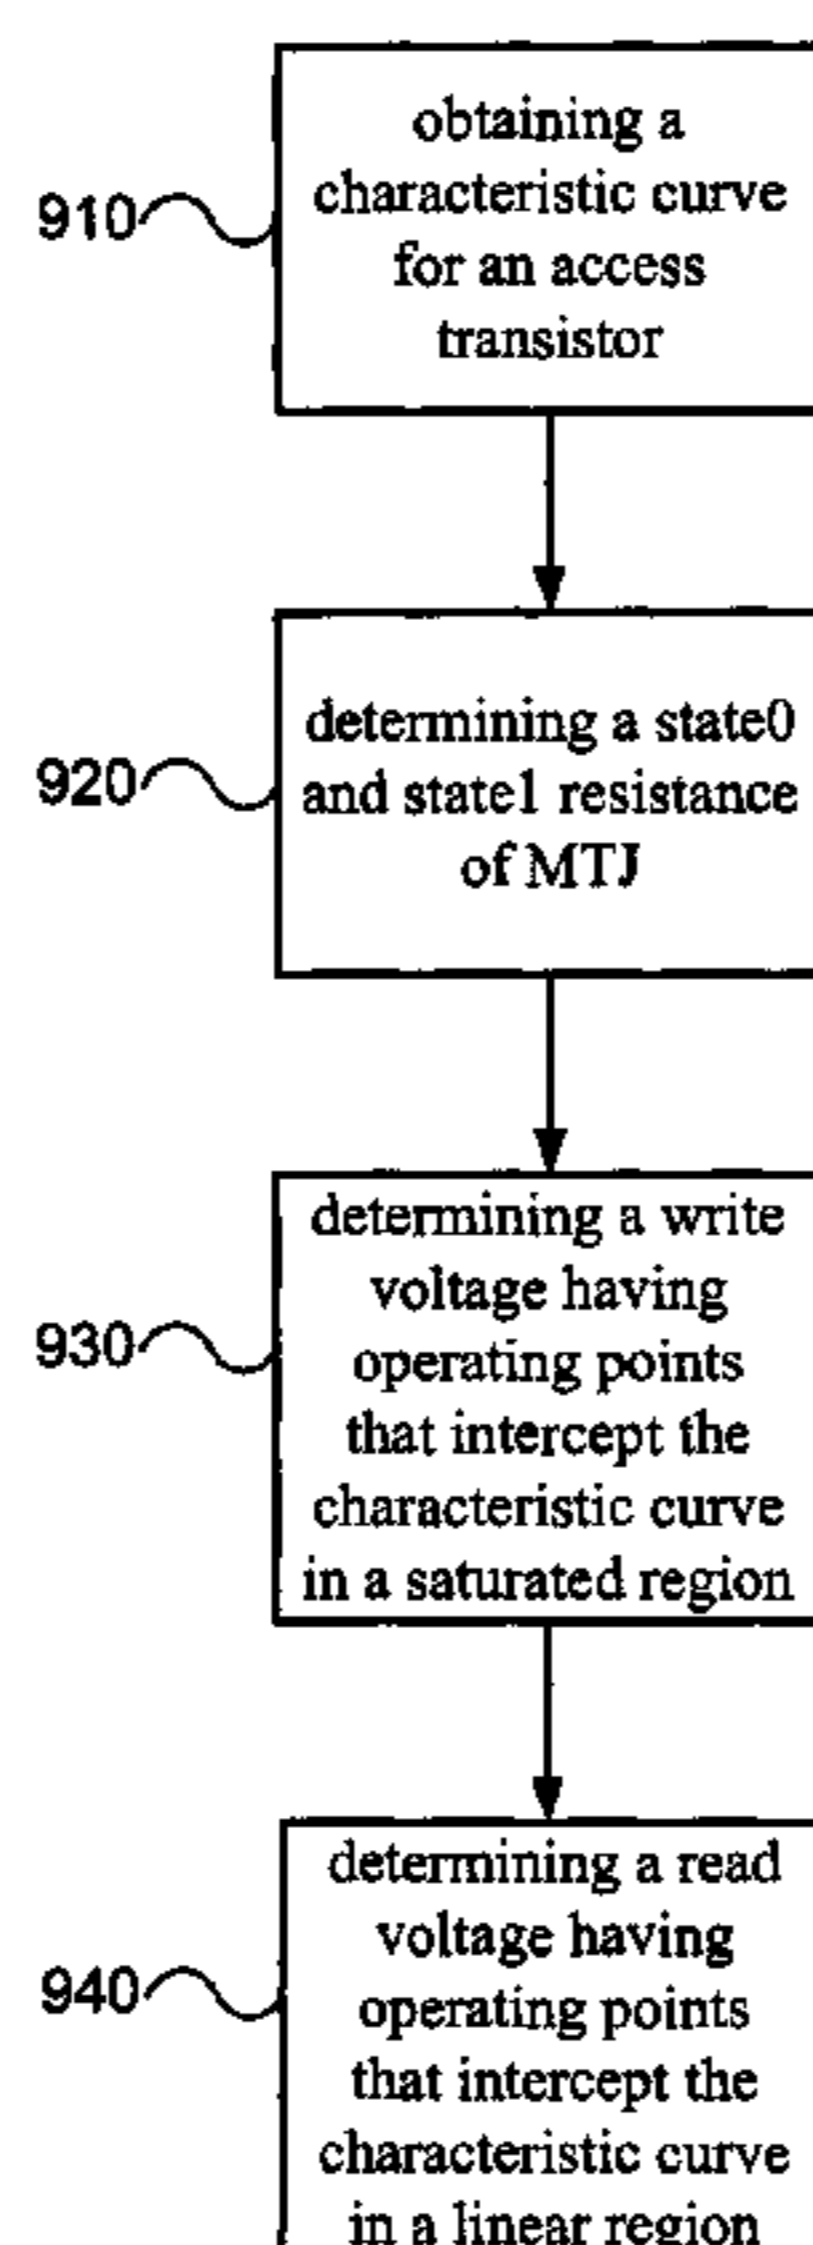 obtaining a
characteristic curve
910
for an access
transistor
determining a state0
920
and state1 resistance
of MTJ
determining a write
voltage having
930
operating points
that intercept the
characteristic curve
in a saturated region
determining a read
voltage having
940
operating points
that intercept the
characteristic curve
in a linear region